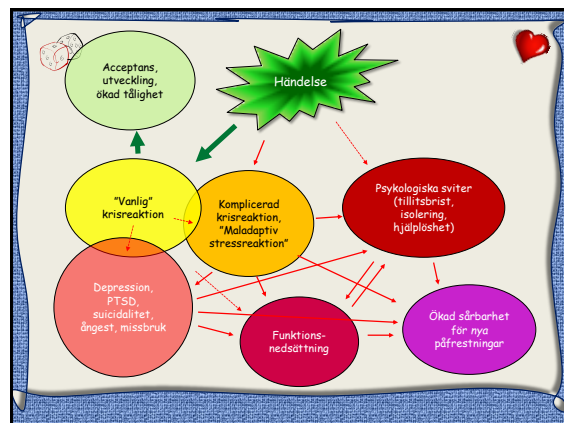 Acceptans,
utveckling,
ökad tålighet
Händelse
”Vanlig”
krisreaktion
Komplicerad
krisreaktion,
”Maladaptiv
stressreaktion”
Psykologiska sviter
(tillitsbrist,
isolering,
hjälplöshet)
Depression,
PTSD,
suicidalitet,
ångest, missbruk
Funktions-
nedsättning
Ökad sårbarhet
för nya
påfrestningar